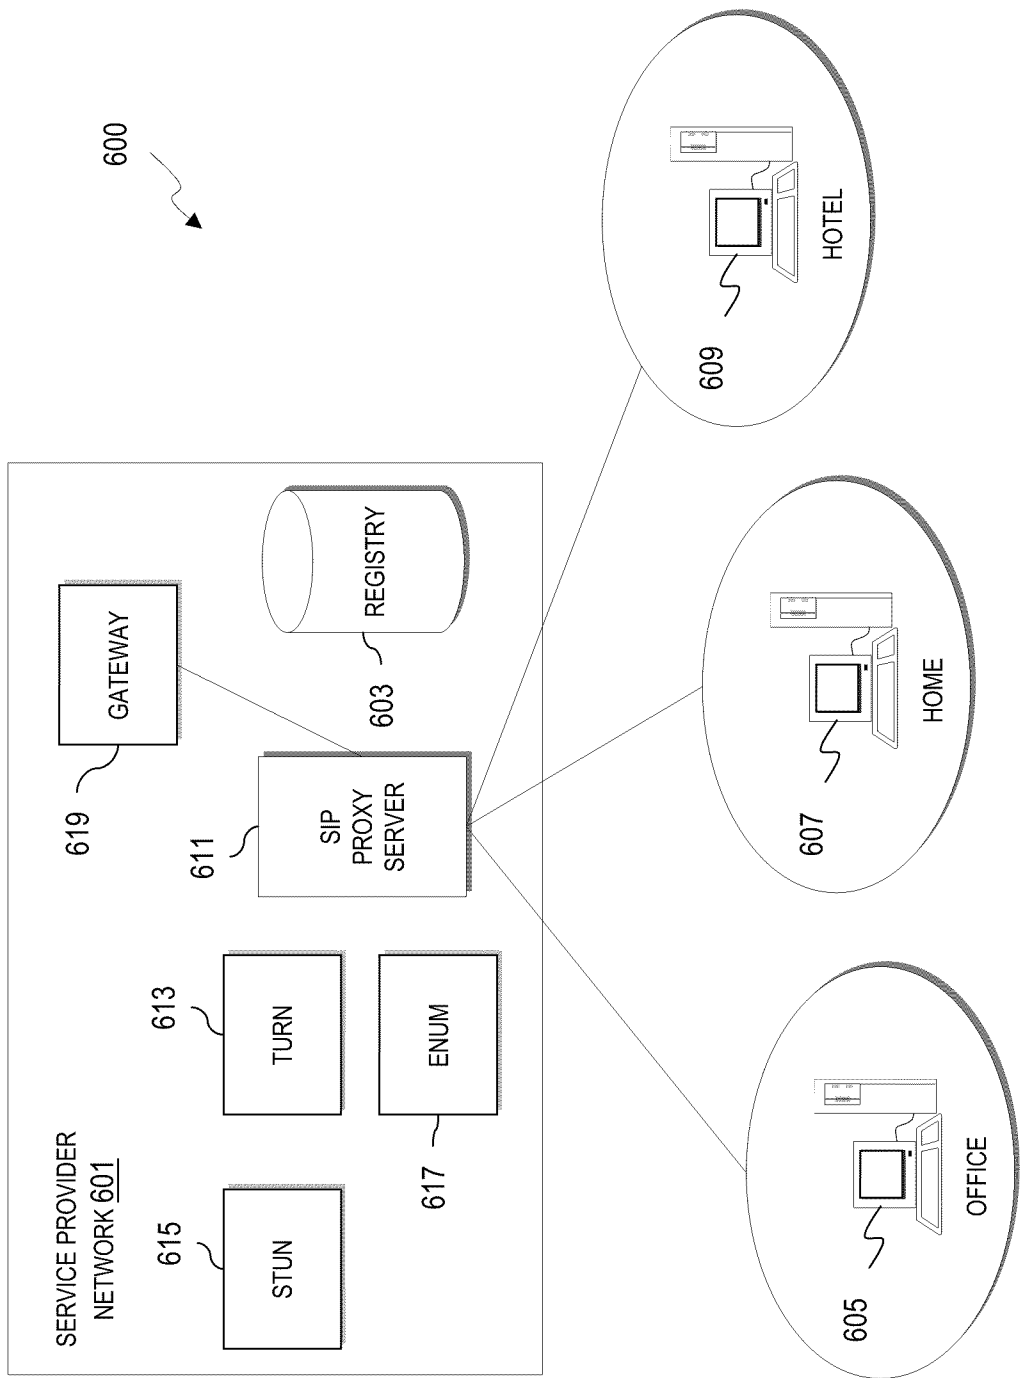 600
SERVICE PROVIDER
NETWORK 601
615
STUN
613
TURN
617
ENUM
611
SIP
PROXY
SERVER
619
GATEWAY
603
REGISTRY
605
OFFICE
607
HOME
609
HOTEL